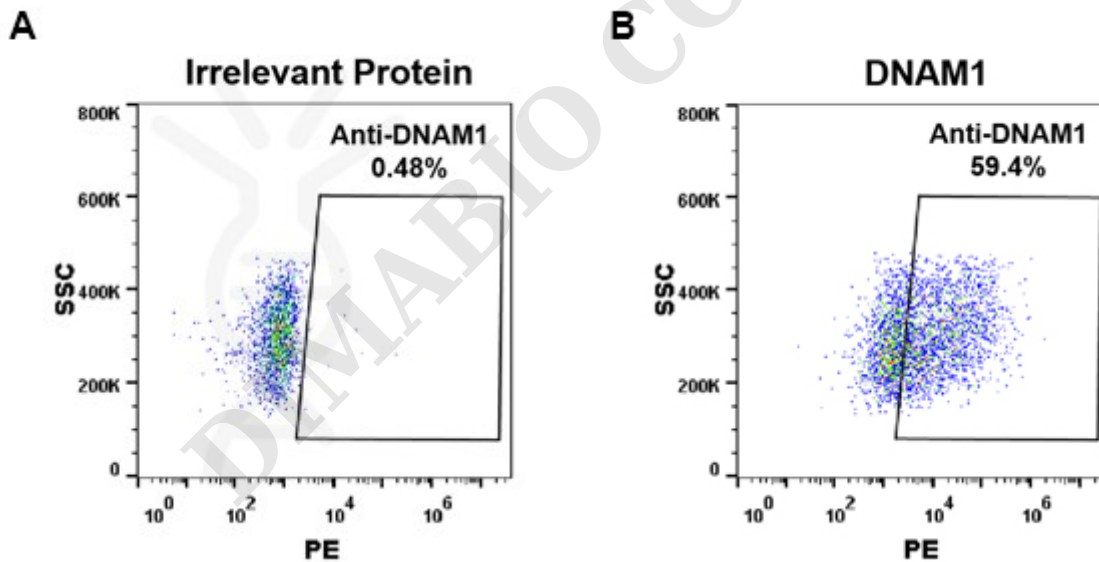 A
Irrelevant Protein
800K
600K
400K
200K
0
SSC
Anti-DNAM1
0.48%
10^0 10^2 10^4 10^6
PE
B
DNAM1
800K
600K
400K
200K
0
SSC
Anti-DNAM1
59.4%
10^0 10^2 10^4 10^6
PE
DIMABIO CO